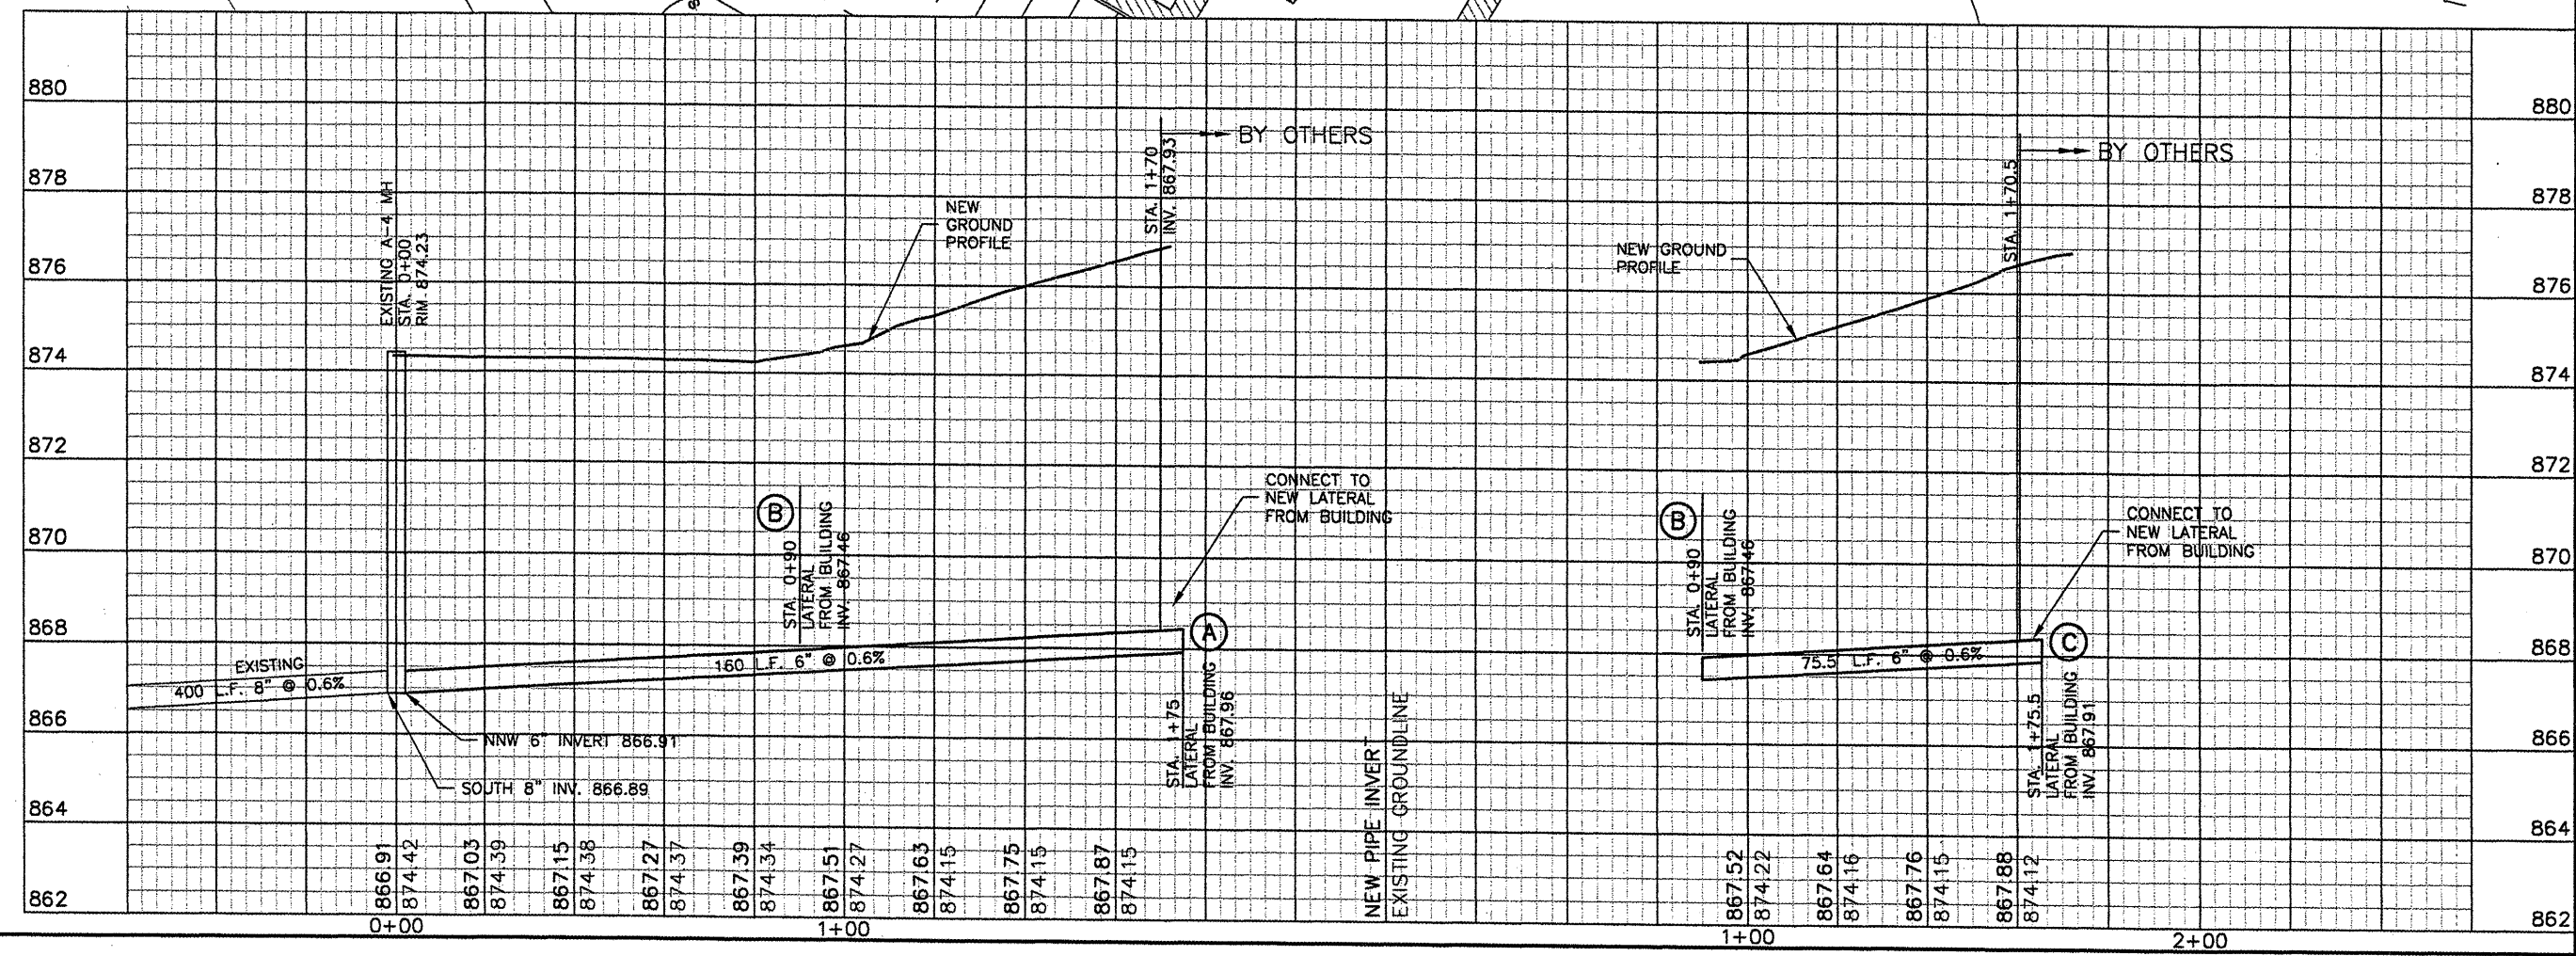 880
878
876
874
872
870
868
866
864
862
EXISTING A-4 MH
STA. 0+00
RIM 874.23
NEW
GROUND
PROFILE
STA. 1+70
INV. 867.93
BY OTHERS
B
STA. 0+90
LATERAL
FROM BUILDING
INV. 867.46
CONNECT TO
NEW LATERAL
FROM BUILDING
A
EXISTING
400 L.F. 8" @ 0.6%
160 L.F. 6" @ 0.6%
NNW 6" INVERT 866.91
SOUTH 8" INV. 866.89
STA. 1+75
LATERAL
FROM BUILDING
INV. 867.96
866.91
874.42
867.03
874.39
867.15
874.38
867.27
874.37
867.39
874.34
867.51
874.27
867.63
874.15
867.75
874.15
867.87
874.15
0+00
1+00
NEW PIPE INVERT
EXISTING GROUNDLINE
NEW GROUND
PROFILE
STA. 1+70.5
BY OTHERS
B
STA. 0+90
LATERAL
FROM BUILDING
INV. 867.46
CONNECT TO
NEW LATERAL
FROM BUILDING
C
75.5 L.F. 6" @ 0.6%
STA. 1+75.5
LATERAL
FROM BUILDING
INV. 867.91
867.52
874.22
867.64
874.16
867.76
874.15
867.88
874.12
1+00
2+00
880
878
876
874
872
870
868
866
864
862